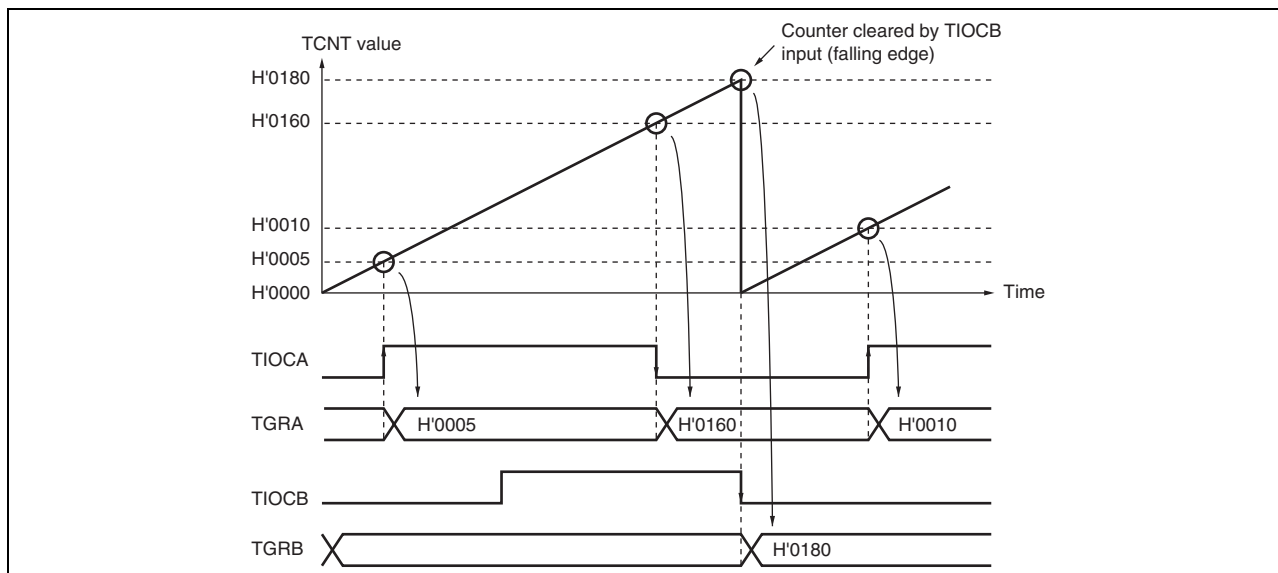 Counter cleared by TIOCB
input (falling edge)
TCNT value
H'0180
H'0160
H'0010
H'0005
H'0000
Time
TIOCA
TGRA
H'0005
H'0160
H'0010
TIOCB
TGRB
H'0180